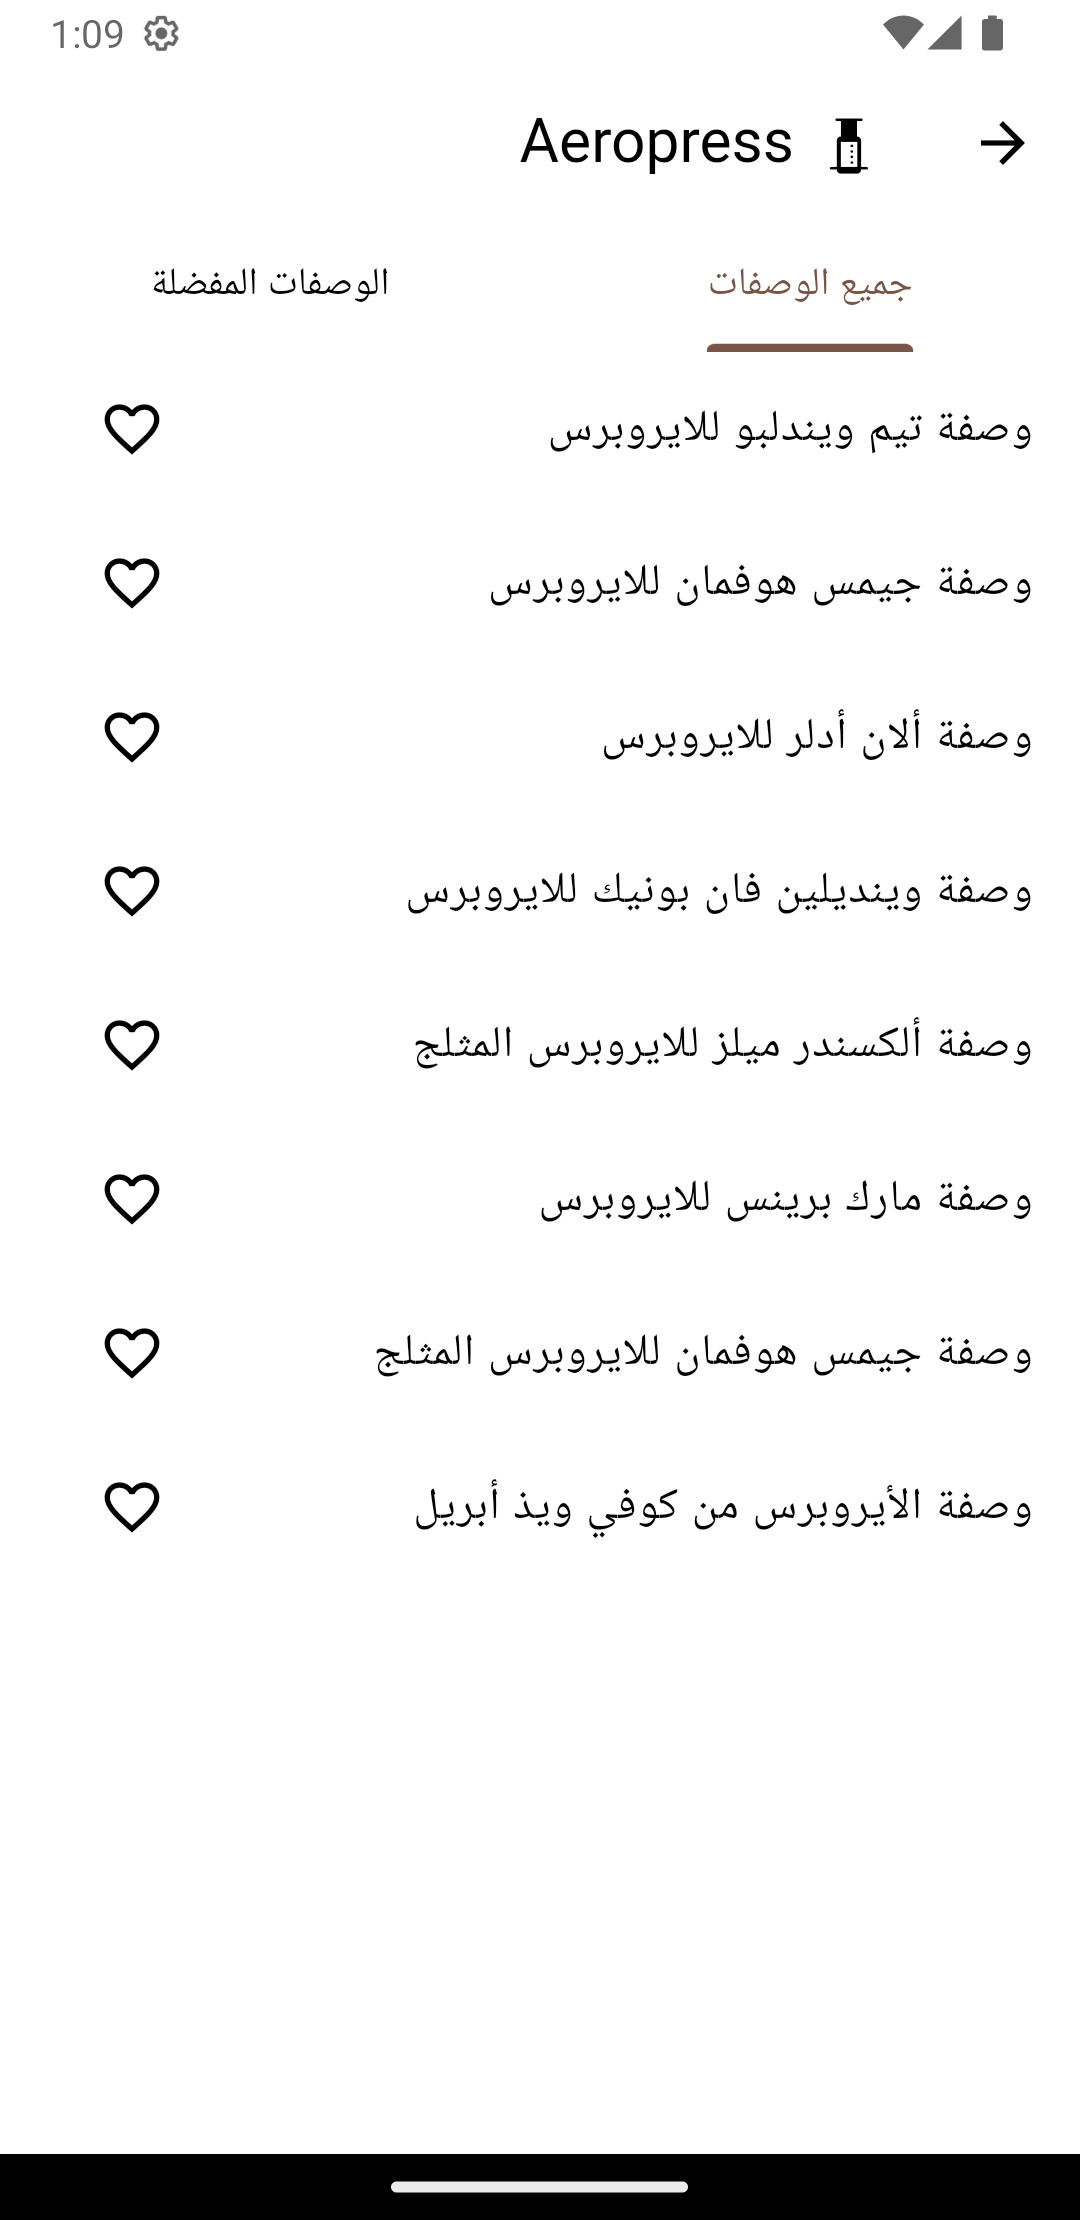 1:09
Aeropress
جميع الوصفات
الوصفات المفضلة
وصفة تيم ويندلبو للايروبرس
وصفة جيمس هوفمان للايروبرس
وصفة ألان أدلر للايروبرس
وصفة وينديلين فان بونيك للايروبرس
وصفة ألكسندر ميلز للايروبرس المثلج
وصفة مارك برينس للايروبرس
وصفة جيمس هوفمان للايروبرس المثلج
وصفة الأيروبرس من كوفي ويذ أبريل